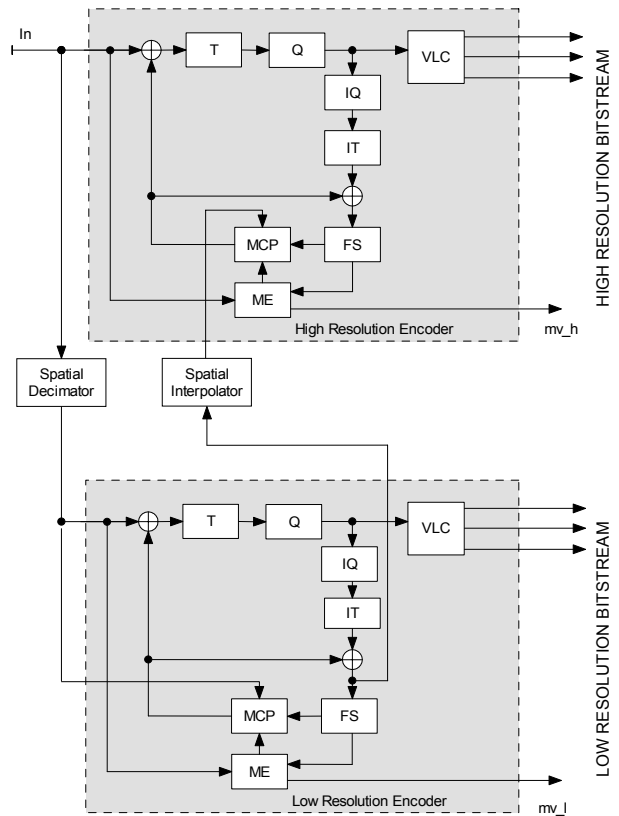 In
T
Q
VLC
IQ
IT
MCP
FS
ME
High Resolution Encoder
mv_h
HIGH RESOLUTION BITSTREAM
Spatial
Decimator
Spatial
Interpolator
T
Q
VLC
IQ
IT
MCP
FS
ME
Low Resolution Encoder
mv_l
LOW RESOLUTION BITSTREAM